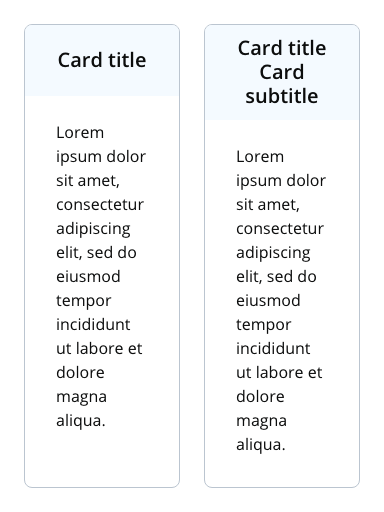 Card title
Lorem
ipsum dolor
sit amet,
consectetur
adipiscing
elit, sed do
eiusmod
tempor
incididunt
ut labore et
dolore
magna
aliqua.
Card title
Card
subtitle
Lorem
ipsum dolor
sit amet,
consectetur
adipiscing
elit, sed do
eiusmod
tempor
incididunt
ut labore et
dolore
magna
aliqua.